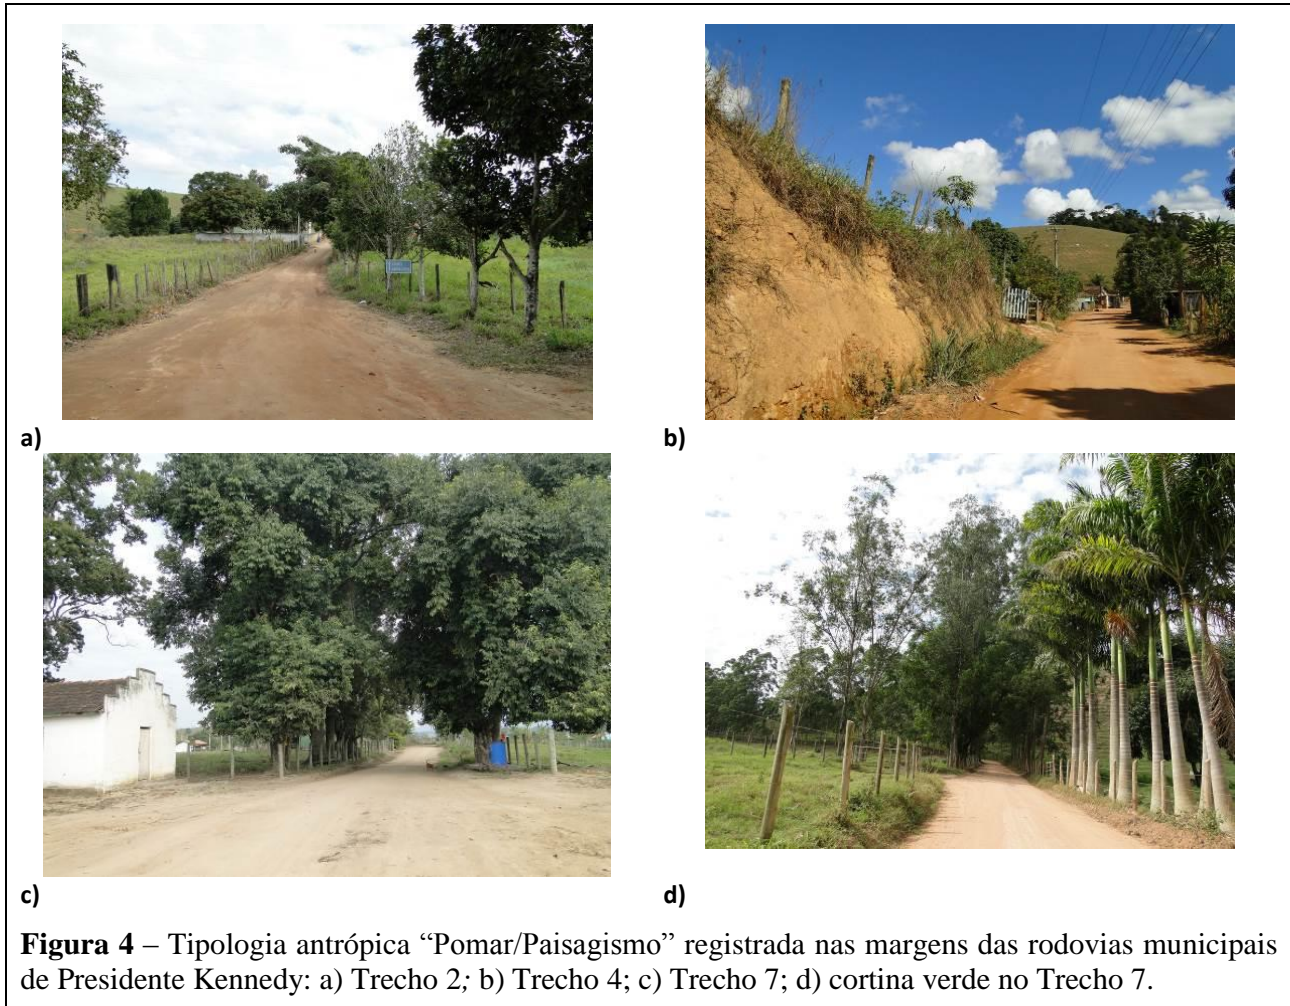 a)
b)
c)
d)
Figura 4 – Tipologia antrópica “Pomar/Paisagismo” registrada nas margens das rodovias municipais
de Presidente Kennedy: a) Trecho 2; b) Trecho 4; c) Trecho 7; d) cortina verde no Trecho 7.